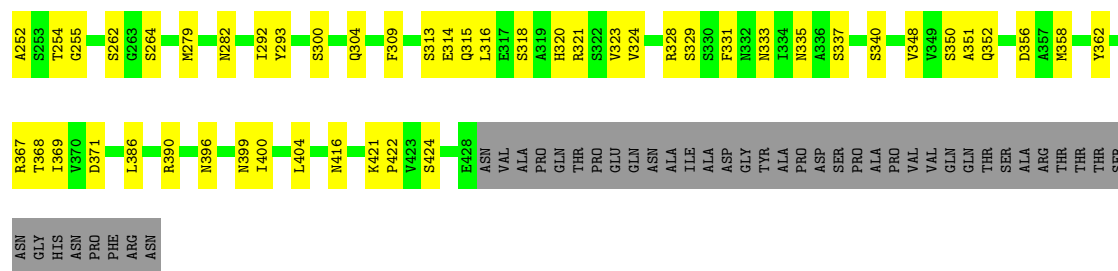 A252 S253 T254 G255 S262 G263 S264 M279 N282 I292 Y293 S300 Q304 F309 S313 E314 Q315 L316 E317 S318 A319 H320 R321 S322 V323 V324 R328 S329 S330 F331 N332 N333 I334 N335 A336 S337 S340 V348 V349 S350 A351 Q352 D356 A357 M358 Y362
R367 T368 I369 V370 D371 L386 R390 N396 N399 I400 L404 N416 K421 P422 V423 S424 E428 ASN VAL ALA PRO GLN THR THR PRO GLU GLN ASN ALA ILE ALA ASP GLY TYR ALA PRO ASP SER PRO ALA PRO VAL VAL GLN GLN THR SER ALA ARG THR THR THR SER
ASN GLY HIS ASN PRO PHE ARG ASN